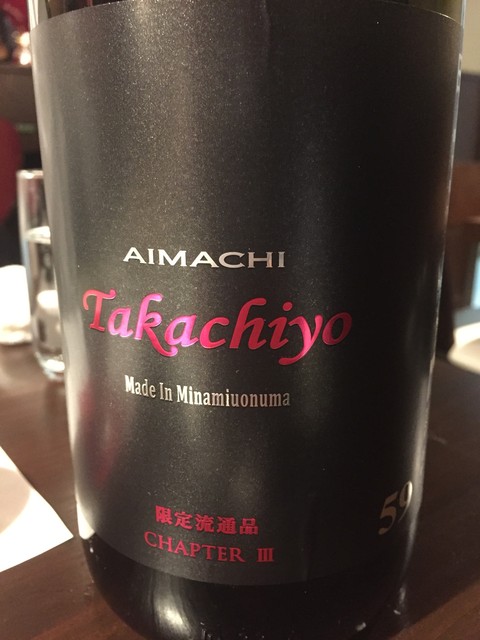 AIMACHI
Takachiyo
Made In Minamiuonuma
59
限定流通品
CHAPTER III